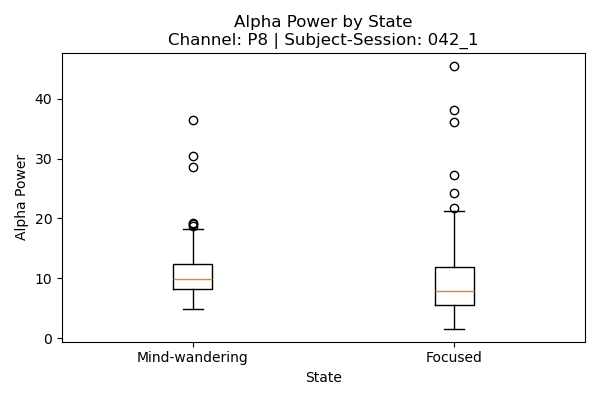 Alpha Power by State
Channel: P8 | Subject-Session: 042_1
Alpha Power
40
30
20
10
0
Mind-wandering
Focused
State